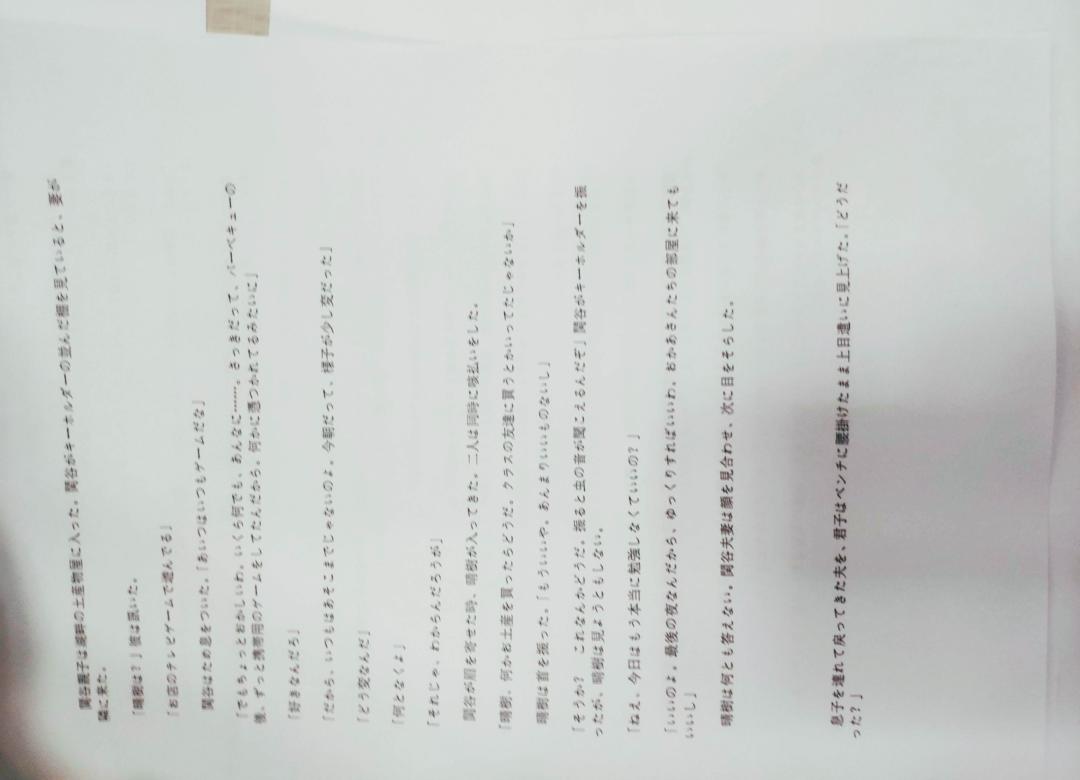 関谷親子は湖畔の土産物屋に入った。関谷がキーホルダーの並んだ棚を見ていると、妻が
隣に来た。
「晴樹は？」彼は訊いた。
「お店のテレビゲームで遊んでる」
関谷はため息をついた。「あいつはいつもゲームだな」
「でもちょっとおかしいわ。いくら何でも、あんなに……。さっきだって、バーベキューの
後、ずっと携帯用のゲームをしてたんだから。何かに憑つかれてるみたいに」
「好きなんだろ」
「だから、いつもはあそこまでじゃないのよ。今朝だって、様子が少し変だった」
「どう変なんだ」
「何となくよ」
「それじゃ、わからんだろうが」
関谷が眉を寄せた時、晴樹が入ってきた。二人は同時に咳払いをした。
「晴樹、何かお土産を買ったらどうだ。クラスの友達に買うとかいってたじゃないか」
晴樹は首を振った。「もういいや。あんまりいいものないし」
「そうか？　これなんかどうだ。振ると虫の音が聞こえるんだぞ」関谷がキーホルダーを振
ったが、晴樹は見ようともしない。
「ねえ、今日はもう本当に勉強しなくていいの？」
「いいのよ。最後の夜なんだから、ゆっくりすればいいわ。おかあさんたちの部屋に来ても
いいし」
晴樹は何とも答えない。関谷夫妻は顔を見合わせ、次に目をそらした。
息子を連れて戻ってきた夫を、君子はベンチに腰掛けたまま上目遣いに見上げた。「どうだ
った？」